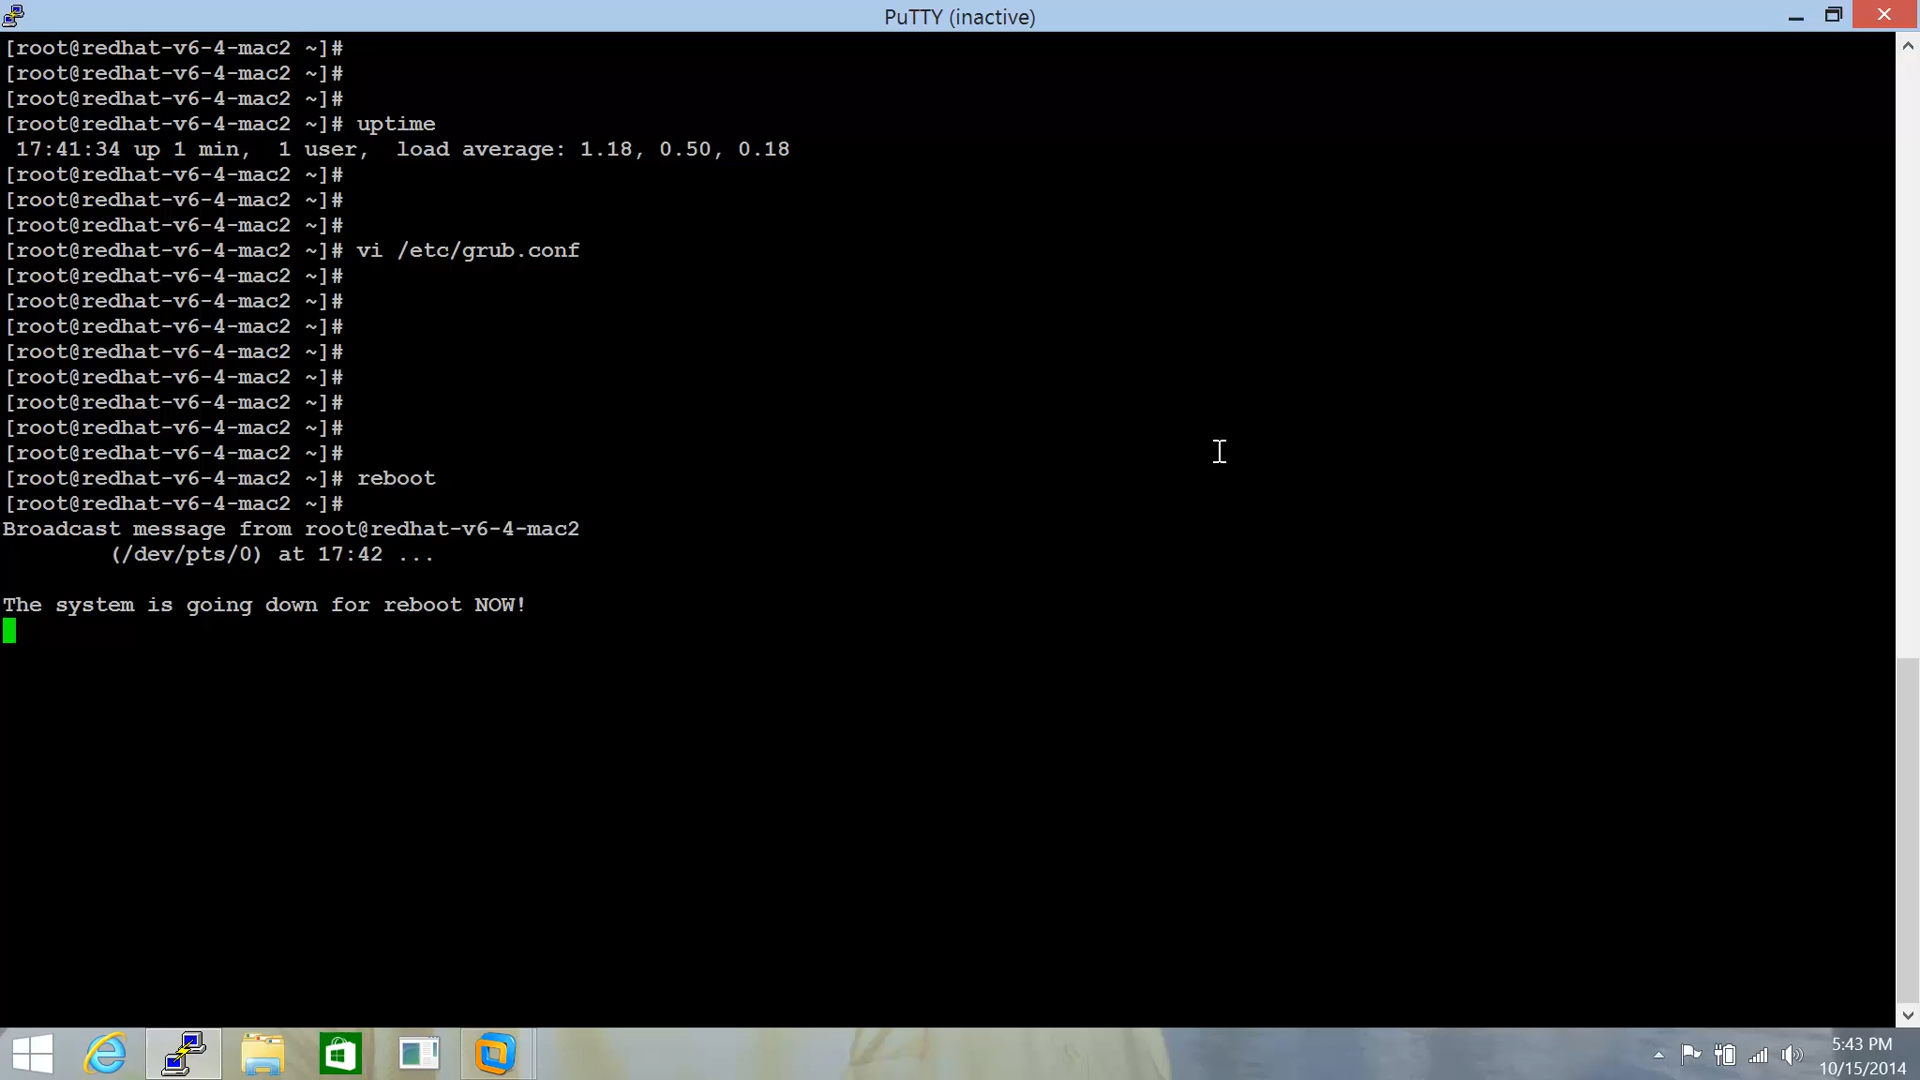 PuTTY (inactive)
[root@redhat-v6-4-mac2 ~]#
[root@redhat-v6-4-mac2 ~]#
[root@redhat-v6-4-mac2 ~]#
[root@redhat-v6-4-mac2 ~]# uptime
 17:41:34 up 1 min,  1 user,  load average: 1.18, 0.50, 0.18
[root@redhat-v6-4-mac2 ~]#
[root@redhat-v6-4-mac2 ~]#
[root@redhat-v6-4-mac2 ~]#
[root@redhat-v6-4-mac2 ~]# vi /etc/grub.conf
[root@redhat-v6-4-mac2 ~]#
[root@redhat-v6-4-mac2 ~]#
[root@redhat-v6-4-mac2 ~]#
[root@redhat-v6-4-mac2 ~]#
[root@redhat-v6-4-mac2 ~]#
[root@redhat-v6-4-mac2 ~]#
[root@redhat-v6-4-mac2 ~]#
[root@redhat-v6-4-mac2 ~]#
[root@redhat-v6-4-mac2 ~]# reboot
[root@redhat-v6-4-mac2 ~]#
Broadcast message from root@redhat-v6-4-mac2
        (/dev/pts/0) at 17:42 ...
The system is going down for reboot NOW!
5:43 PM
10/15/2014